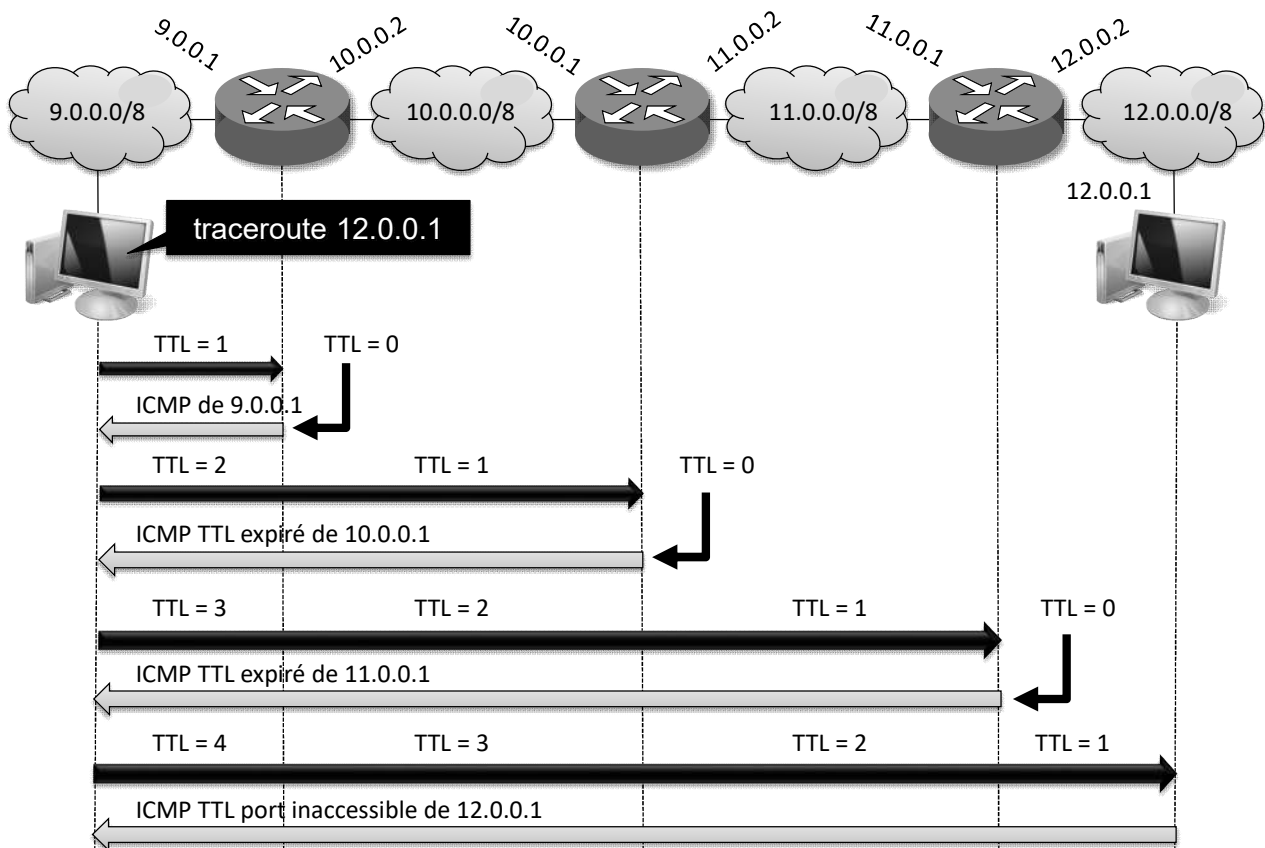 9.0.0.1 10.0.0.2 10.0.0.1 11.0.0.2 11.0.0.1 12.0.0.2
9.0.0.0/8 10.0.0.0/8 11.0.0.0/8 12.0.0.0/8
12.0.0.1
traceroute 12.0.0.1
TTL = 1 TTL = 0
ICMP de 9.0.0.1
TTL = 2 TTL = 1 TTL = 0
ICMP TTL expiré de 10.0.0.1
TTL = 3 TTL = 2 TTL = 1 TTL = 0
ICMP TTL expiré de 11.0.0.1
TTL = 4 TTL = 3 TTL = 2 TTL = 1
ICMP TTL port inaccessible de 12.0.0.1